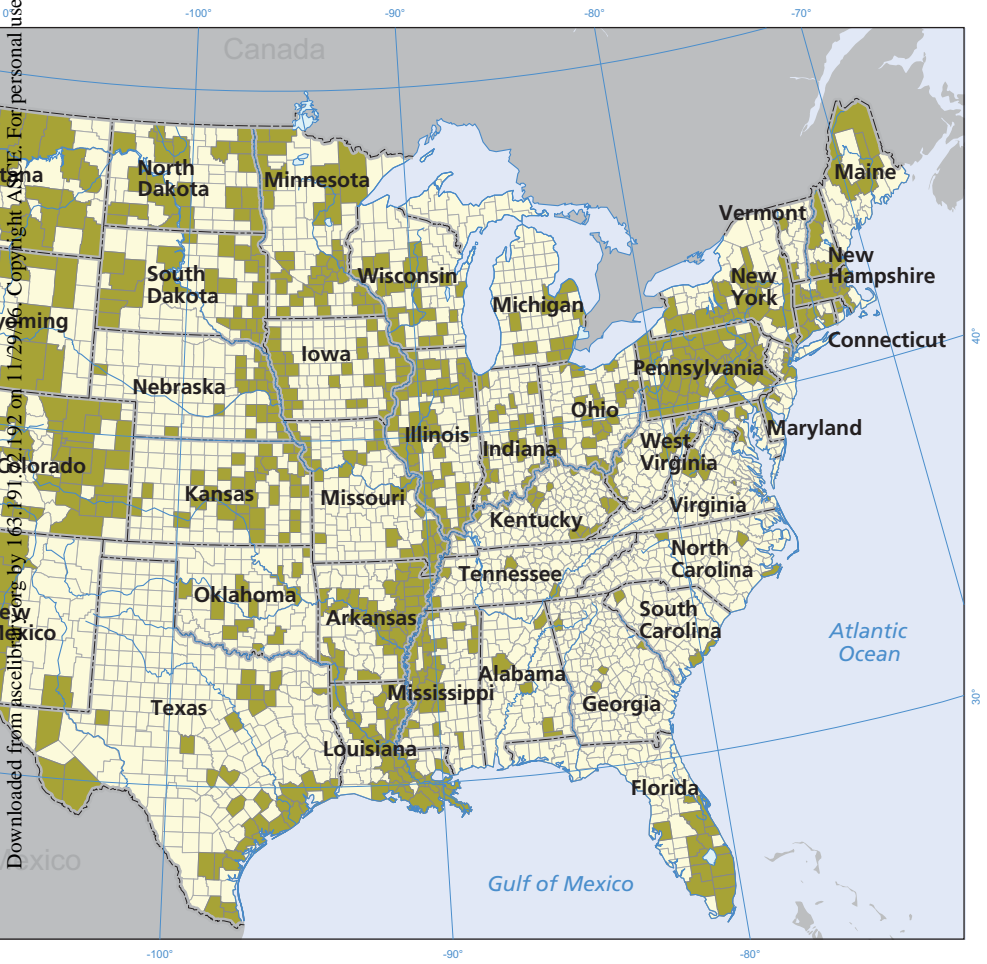 -100°
-90°
-80°
-70°
Canada
Downloaded from ascelibrary.org by 163.191.92.192 on 11/29/16. Copyright ASCE. For personal use
North
Dakota
Minnesota
Maine
Vermont
South
Dakota
Wisconsin
Michigan
New
York
New
Hampshire
Iowa
Connecticut
40°
Nebraska
Pennsylvania
Ohio
Maryland
Illinois
Indiana
West
Virginia
Colorado
Kansas
Missouri
Virginia
Kentucky
Tennessee
North
Carolina
Oklahoma
Arkansas
South
Carolina
Atlantic
Ocean
Alabama
Mississippi
Georgia
30°
Texas
Louisiana
Florida
Mexico
Gulf of Mexico
-100°
-90°
-80°